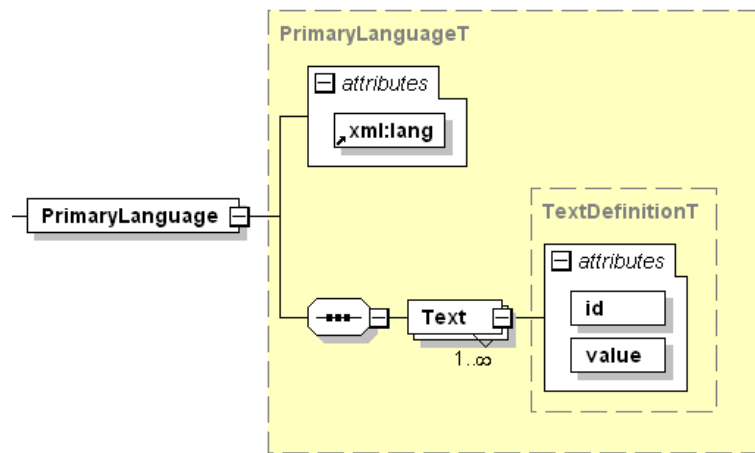 PrimaryLanguageT
attributes
xml:lang
PrimaryLanguage
TextDefinitionT
attributes
id
Text
value
1..∞